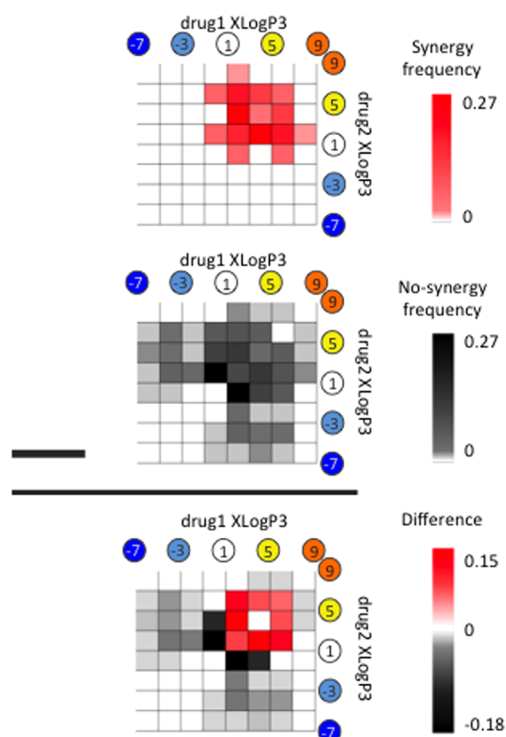 drug1 XLogP3
-7 -3 1 5 9
9
5
1
-3
-7
drug2 XLogP3
Synergy
frequency
0.27
0
drug1 XLogP3
-7 -3 1 5 9
9
5
1
-3
-7
drug2 XLogP3
No-synergy
frequency
0.27
0
drug1 XLogP3
-7 -3 1 5 9
9
5
1
-3
-7
drug2 XLogP3
Difference
0.15
0
-0.18